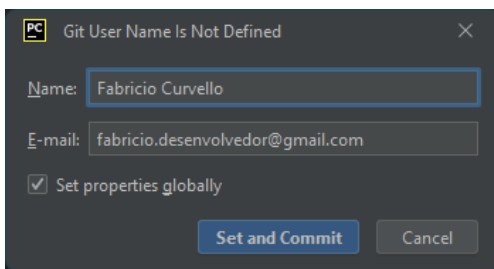 PC Git User Name Is Not Defined
Name: Fabricio Curvello
E-mail: fabricio.desenvolvedor@gmail.com
Set properties globally
Set and Commit Cancel